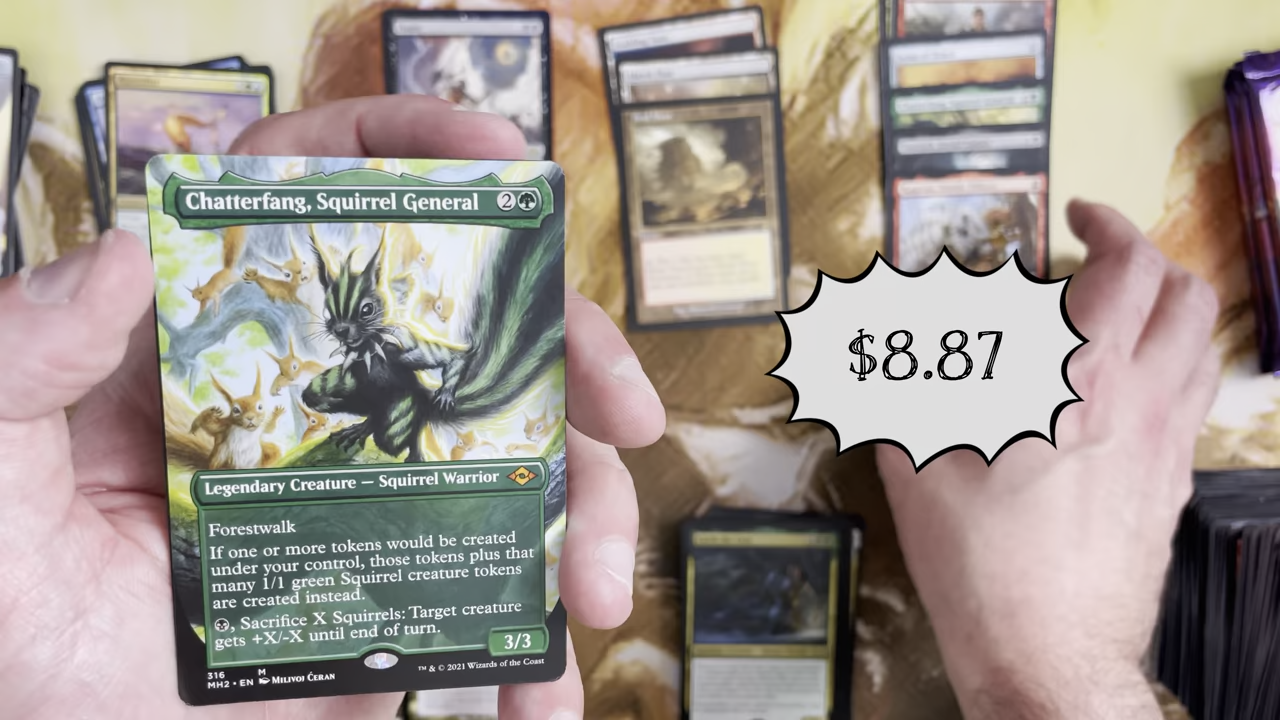 Chatterfang, Squirrel General 2
$8.87
Legendary Creature — Squirrel Warrior
Forestwalk
If one or more tokens would be created
under your control, those tokens plus that
many 1/1 green Squirrel creature tokens
are created instead.
, Sacrifice X Squirrels: Target creature
gets +X/-X until end of turn.
3/3
316 M
MH2 • EN Milivoj Ćeran
™ & © 2021 Wizards of the Coast